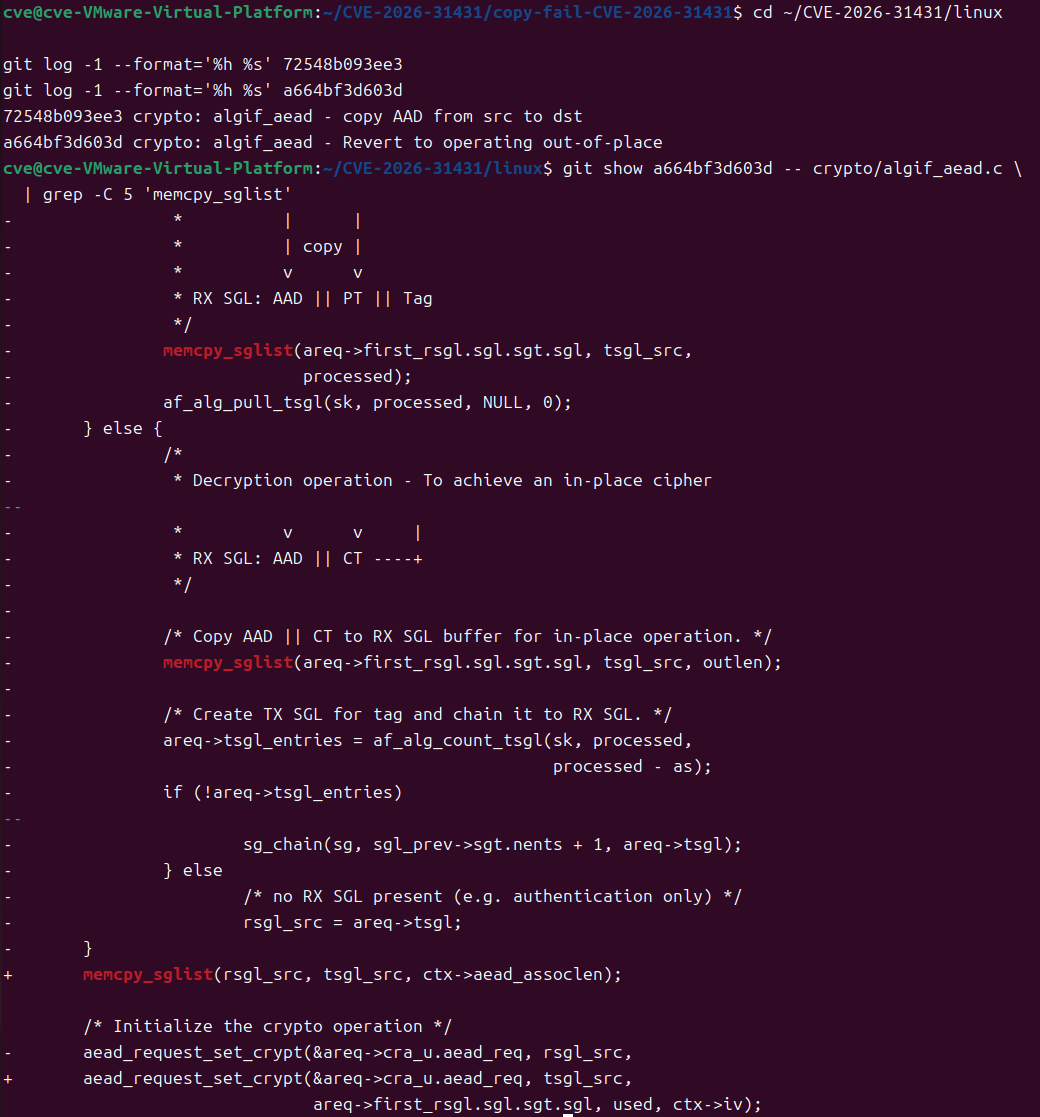 cve@cve-VMware-Virtual-Platform:~/CVE-2026-31431/copy-fail-CVE-2026-31431$ cd ~/CVE-2026-31431/linux

git log -1 --format='%h %s' 72548b093ee3
git log -1 --format='%h %s' a664bf3d603d
72548b093ee3 crypto: algif_aead - copy AAD from src to dst
a664bf3d603d crypto: algif_aead - Revert to operating out-of-place
cve@cve-VMware-Virtual-Platform:~/CVE-2026-31431/linux$ git show a664bf3d603d -- crypto/algif_aead.c \
  | grep -C 5 'memcpy_sglist'
-                * 	    |	   |
-                * 	    | copy |
-                * 	    v	   v
-                * RX SGL: AAD || PT || Tag
-                */
-               memcpy_sglist(areq->first_rsgl.sgl.sgt.sgl, tsgl_src,
-                             processed);
-               af_alg_pull_tsgl(sk, processed, NULL, 0);
-       } else {
-               /*
-                * Decryption operation - To achieve an in-place cipher
--
-                *          v      v     |
-                * RX SGL: AAD || CT ----+
-                */
-
-               /* Copy AAD || CT to RX SGL buffer for in-place operation. */
-               memcpy_sglist(areq->first_rsgl.sgl.sgt.sgl, tsgl_src, outlen);
-
-               /* Create TX SGL for tag and chain it to RX SGL. */
-               areq->tsgl_entries = af_alg_count_tsgl(sk, processed,
-                                                      processed - as);
-               if (!areq->tsgl_entries)
--
-                       sg_chain(sg, sgl_prev->sgt.nents + 1, areq->tsgl);
-               } else
-                       /* no RX SGL present (e.g. authentication only) */
-                       rsgl_src = areq->tsgl;
-       }
+       memcpy_sglist(rsgl_src, tsgl_src, ctx->aead_assoclen);

        /* Initialize the crypto operation */
-       aead_request_set_crypt(&areq->cra_u.aead_req, rsgl_src,
+       aead_request_set_crypt(&areq->cra_u.aead_req, tsgl_src,
                               areq->first_rsgl.sgl.sgt.sgl, used, ctx->iv);